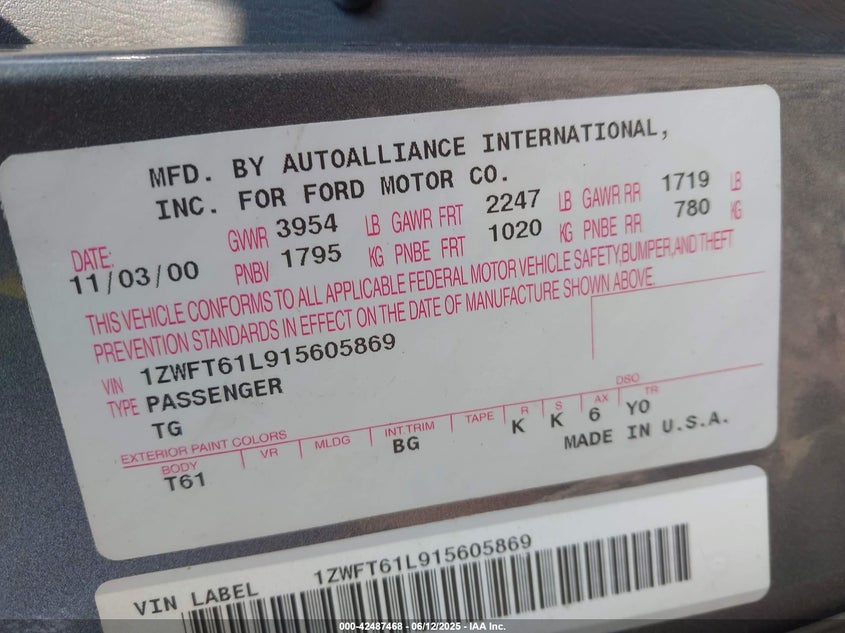 MFD. BY AUTOALLIANCE INTERNATIONAL,
INC. FOR FORD MOTOR CO.
DATE: GVWR 3954 LB GAWR FRT 2247 LB GAWR RR 1719 LB
11/03/00 PNBV 1795 KG PNBE FRT 1020 KG PNBE RR 780 KG
THIS VEHICLE CONFORMS TO ALL APPLICABLE FEDERAL MOTOR VEHICLE SAFETY,BUMPER,AND THEFT
PREVENTION STANDARDS IN EFFECT ON THE DATE OF MANUFACTURE SHOWN ABOVE.
VIN 1ZWFT61L915605869
TYPE PASSENGER
TG
EXTERIOR PAINT COLORS DSO
BODY VR MLDG INT.TRIM TAPE R S AX TR
T61 BG K K 6 YO
MADE IN U.S.A.
VIN LABEL 1ZWFT61L915605869
000-42487468 - 06/12/2025 - IAA Inc.